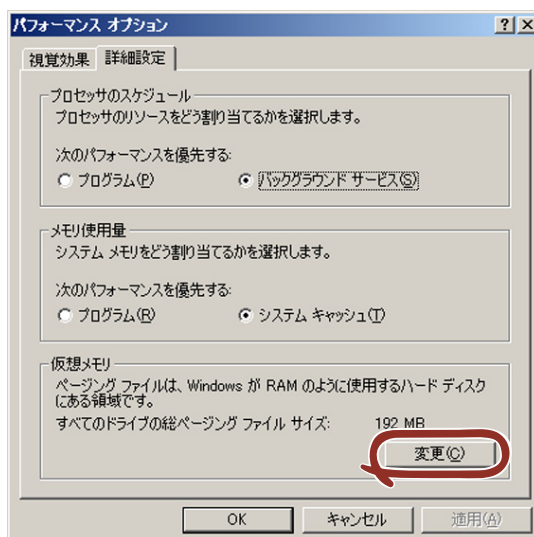 パフォーマンス オプション
視覚効果 詳細設定
プロセッサのスケジュール
プロセッサのリソースをどう割り当てるかを選択します。
次のパフォーマンスを優先する:
プログラム(P) バックグラウンド サービス(S)
メモリ使用量
システム メモリをどう割り当てるかを選択します。
次のパフォーマンスを優先する:
プログラム(R) システム キャッシュ(T)
仮想メモリ
ページング ファイルは、Windows が RAM のように使用するハード ディスク
にある領域です。
すべてのドライブの総ページング ファイル サイズ: 192 MB
変更(C)
OK キャンセル 適用(A)